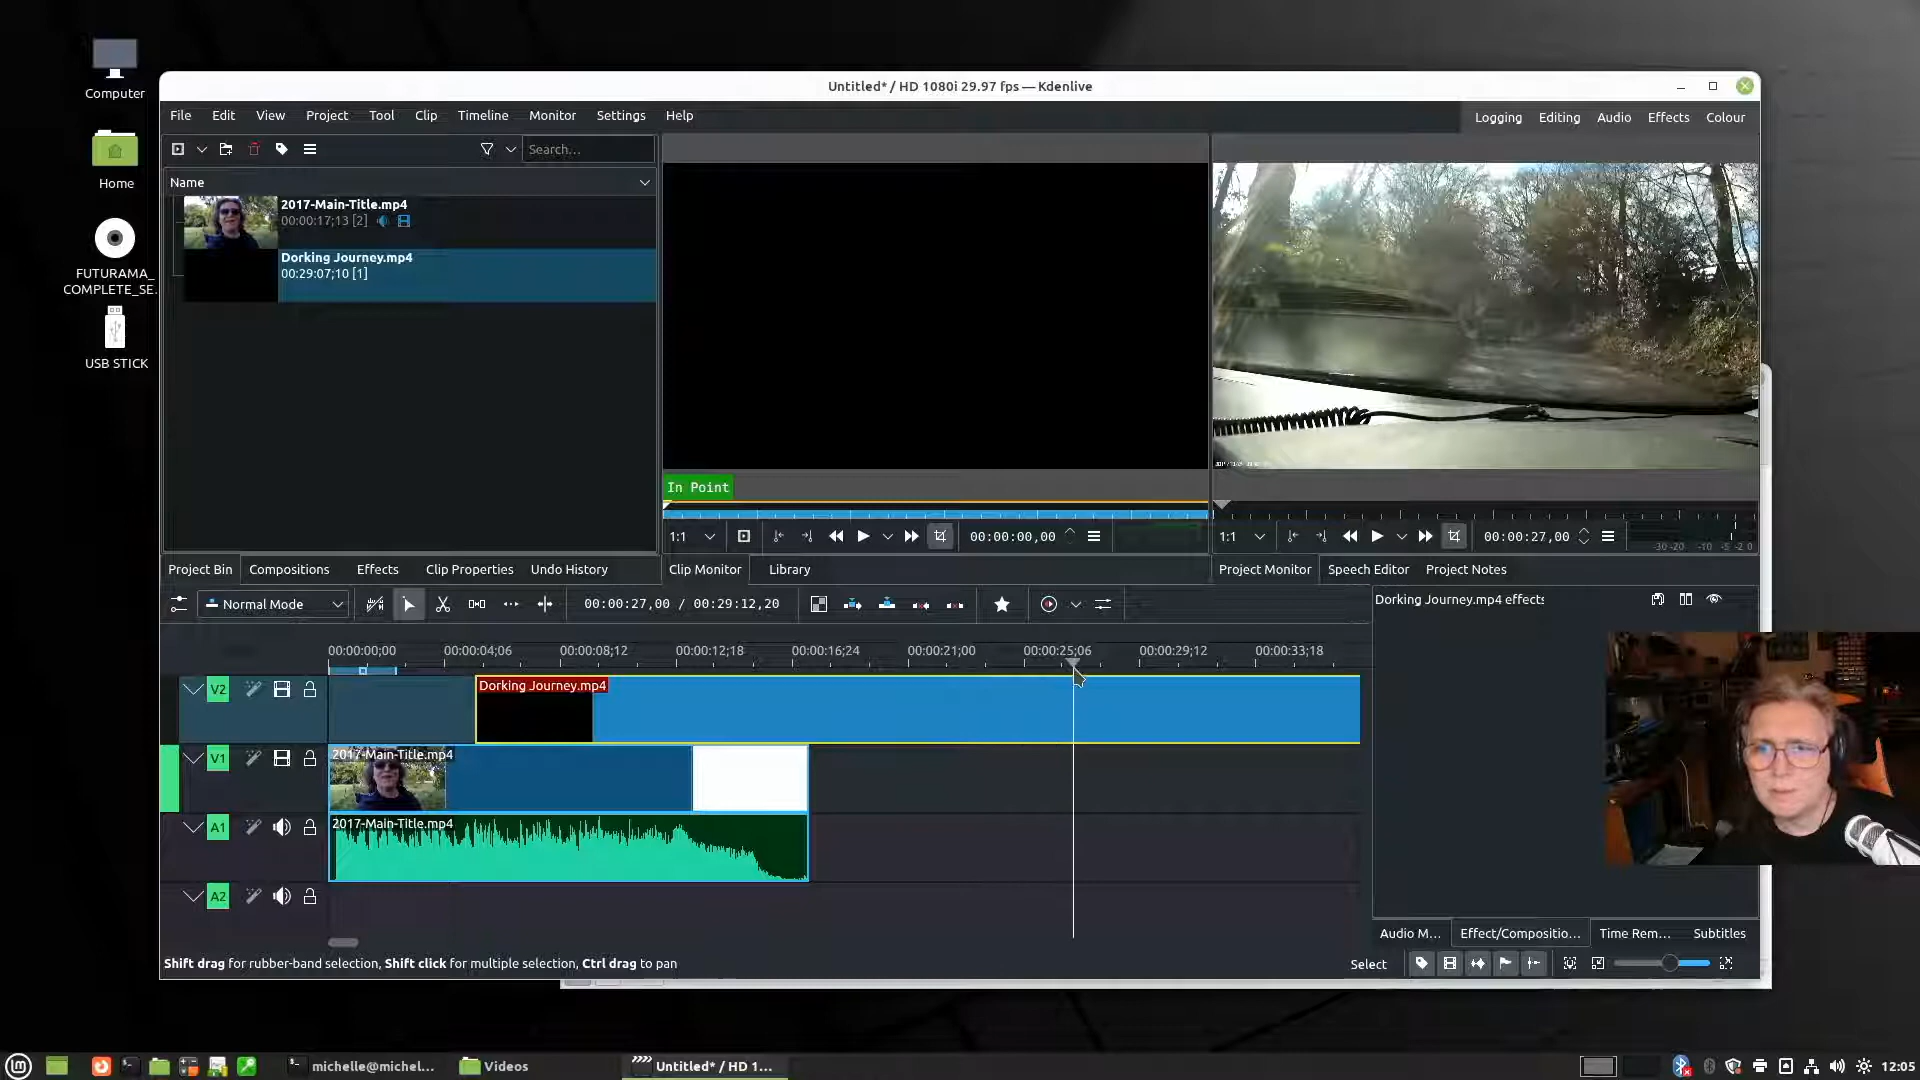 Computer
Home
FUTURAMA_
COMPLETE_SE...
USB STICK
Untitled* / HD 1080i 29.97 fps — Kdenlive
File Edit View Project Tool Clip Timeline Monitor Settings Help
Logging Editing Audio Effects Colour
Search...
Name
2017-Main-Title.mp4
00:00:17;13 [2]
Dorking Journey.mp4
00:29:07;10 [1]
In Point
1:1 00:00:00,00
1:1 00:00:27,00
-30 -20 -10 -5 -2 0
Project Bin Compositions Effects Clip Properties Undo History
Clip Monitor Library
Project Monitor Speech Editor Project Notes
Normal Mode 00:00:27,00 / 00:29:12,20
Dorking Journey.mp4 effects
00:00:00;00 00:00:04;06 00:00:08;12 00:00:12;18 00:00:16;24 00:00:21;00 00:00:25;06 00:00:29;12 00:00:33;18
V2 Dorking Journey.mp4
V1 2017-Main-Title.mp4
A1 2017-Main-Title.mp4
A2
Audio M... Effect/Compositio... Time Rem... Subtitles
Shift drag for rubber-band selection, Shift click for multiple selection, Ctrl drag to pan
Select
michelle@michel... Videos Untitled* / HD 1... 12:05